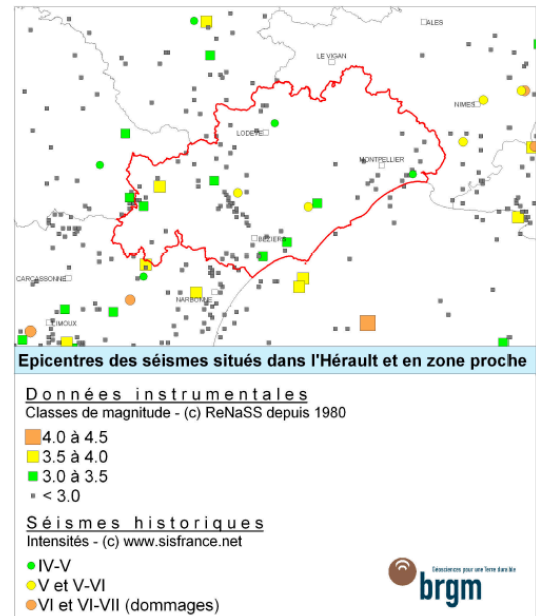 ALES
LE VIGAN
NIMES
LODEVE
MONTPELLIER
BEZIERS
CARCASSONNE
NARBONNE
LIMOUX
Epicentres des séismes situés dans l'Hérault et en zone proche
Données instrumentales
Classes de magnitude - (c) ReNaSS depuis 1980
4.0 à 4.5
3.5 à 4.0
3.0 à 3.5
< 3.0
Séismes historiques
Intensités - (c) www.sisfrance.net
IV-V
V et V-VI
VI et VI-VII (dommages)
Géosciences pour une Terre durable
brgm